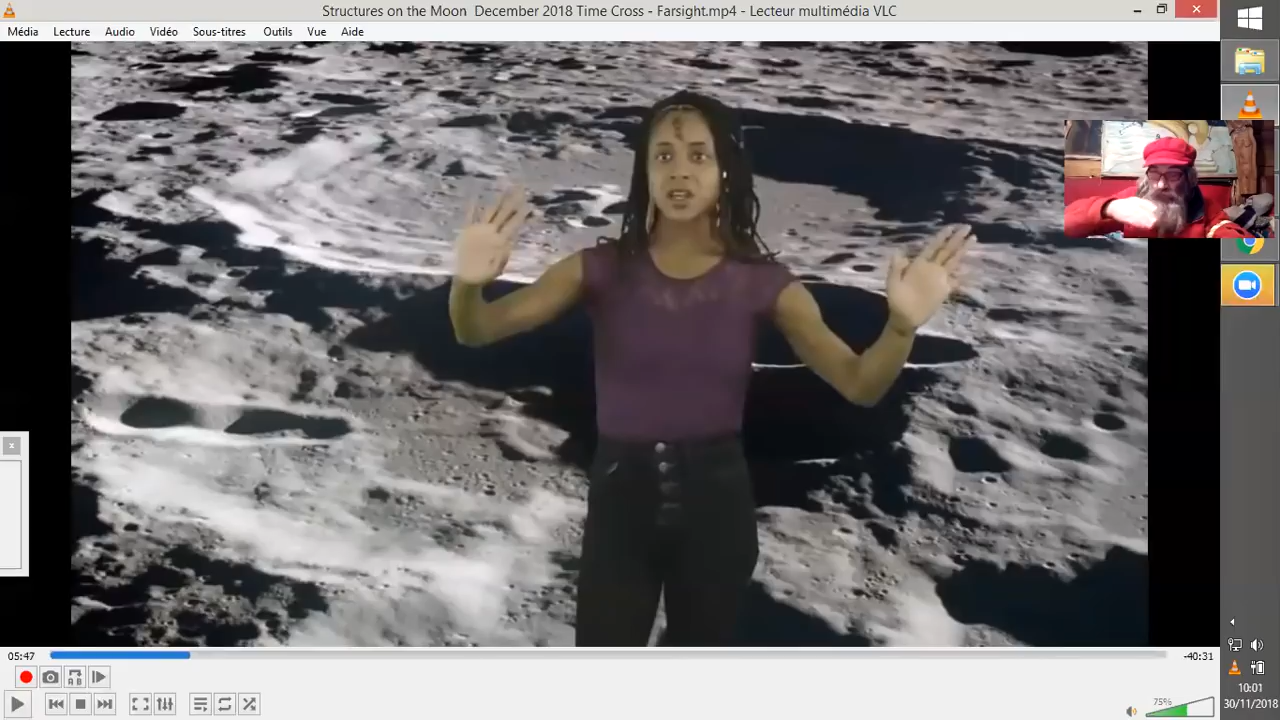 Structures on the Moon  December 2018 Time Cross - Farsight.mp4 - Lecteur multimédia VLC
Média Lecture Audio Vidéo Sous-titres Outils Vue Aide
05:47
-40:31
75%
10:01
30/11/2018